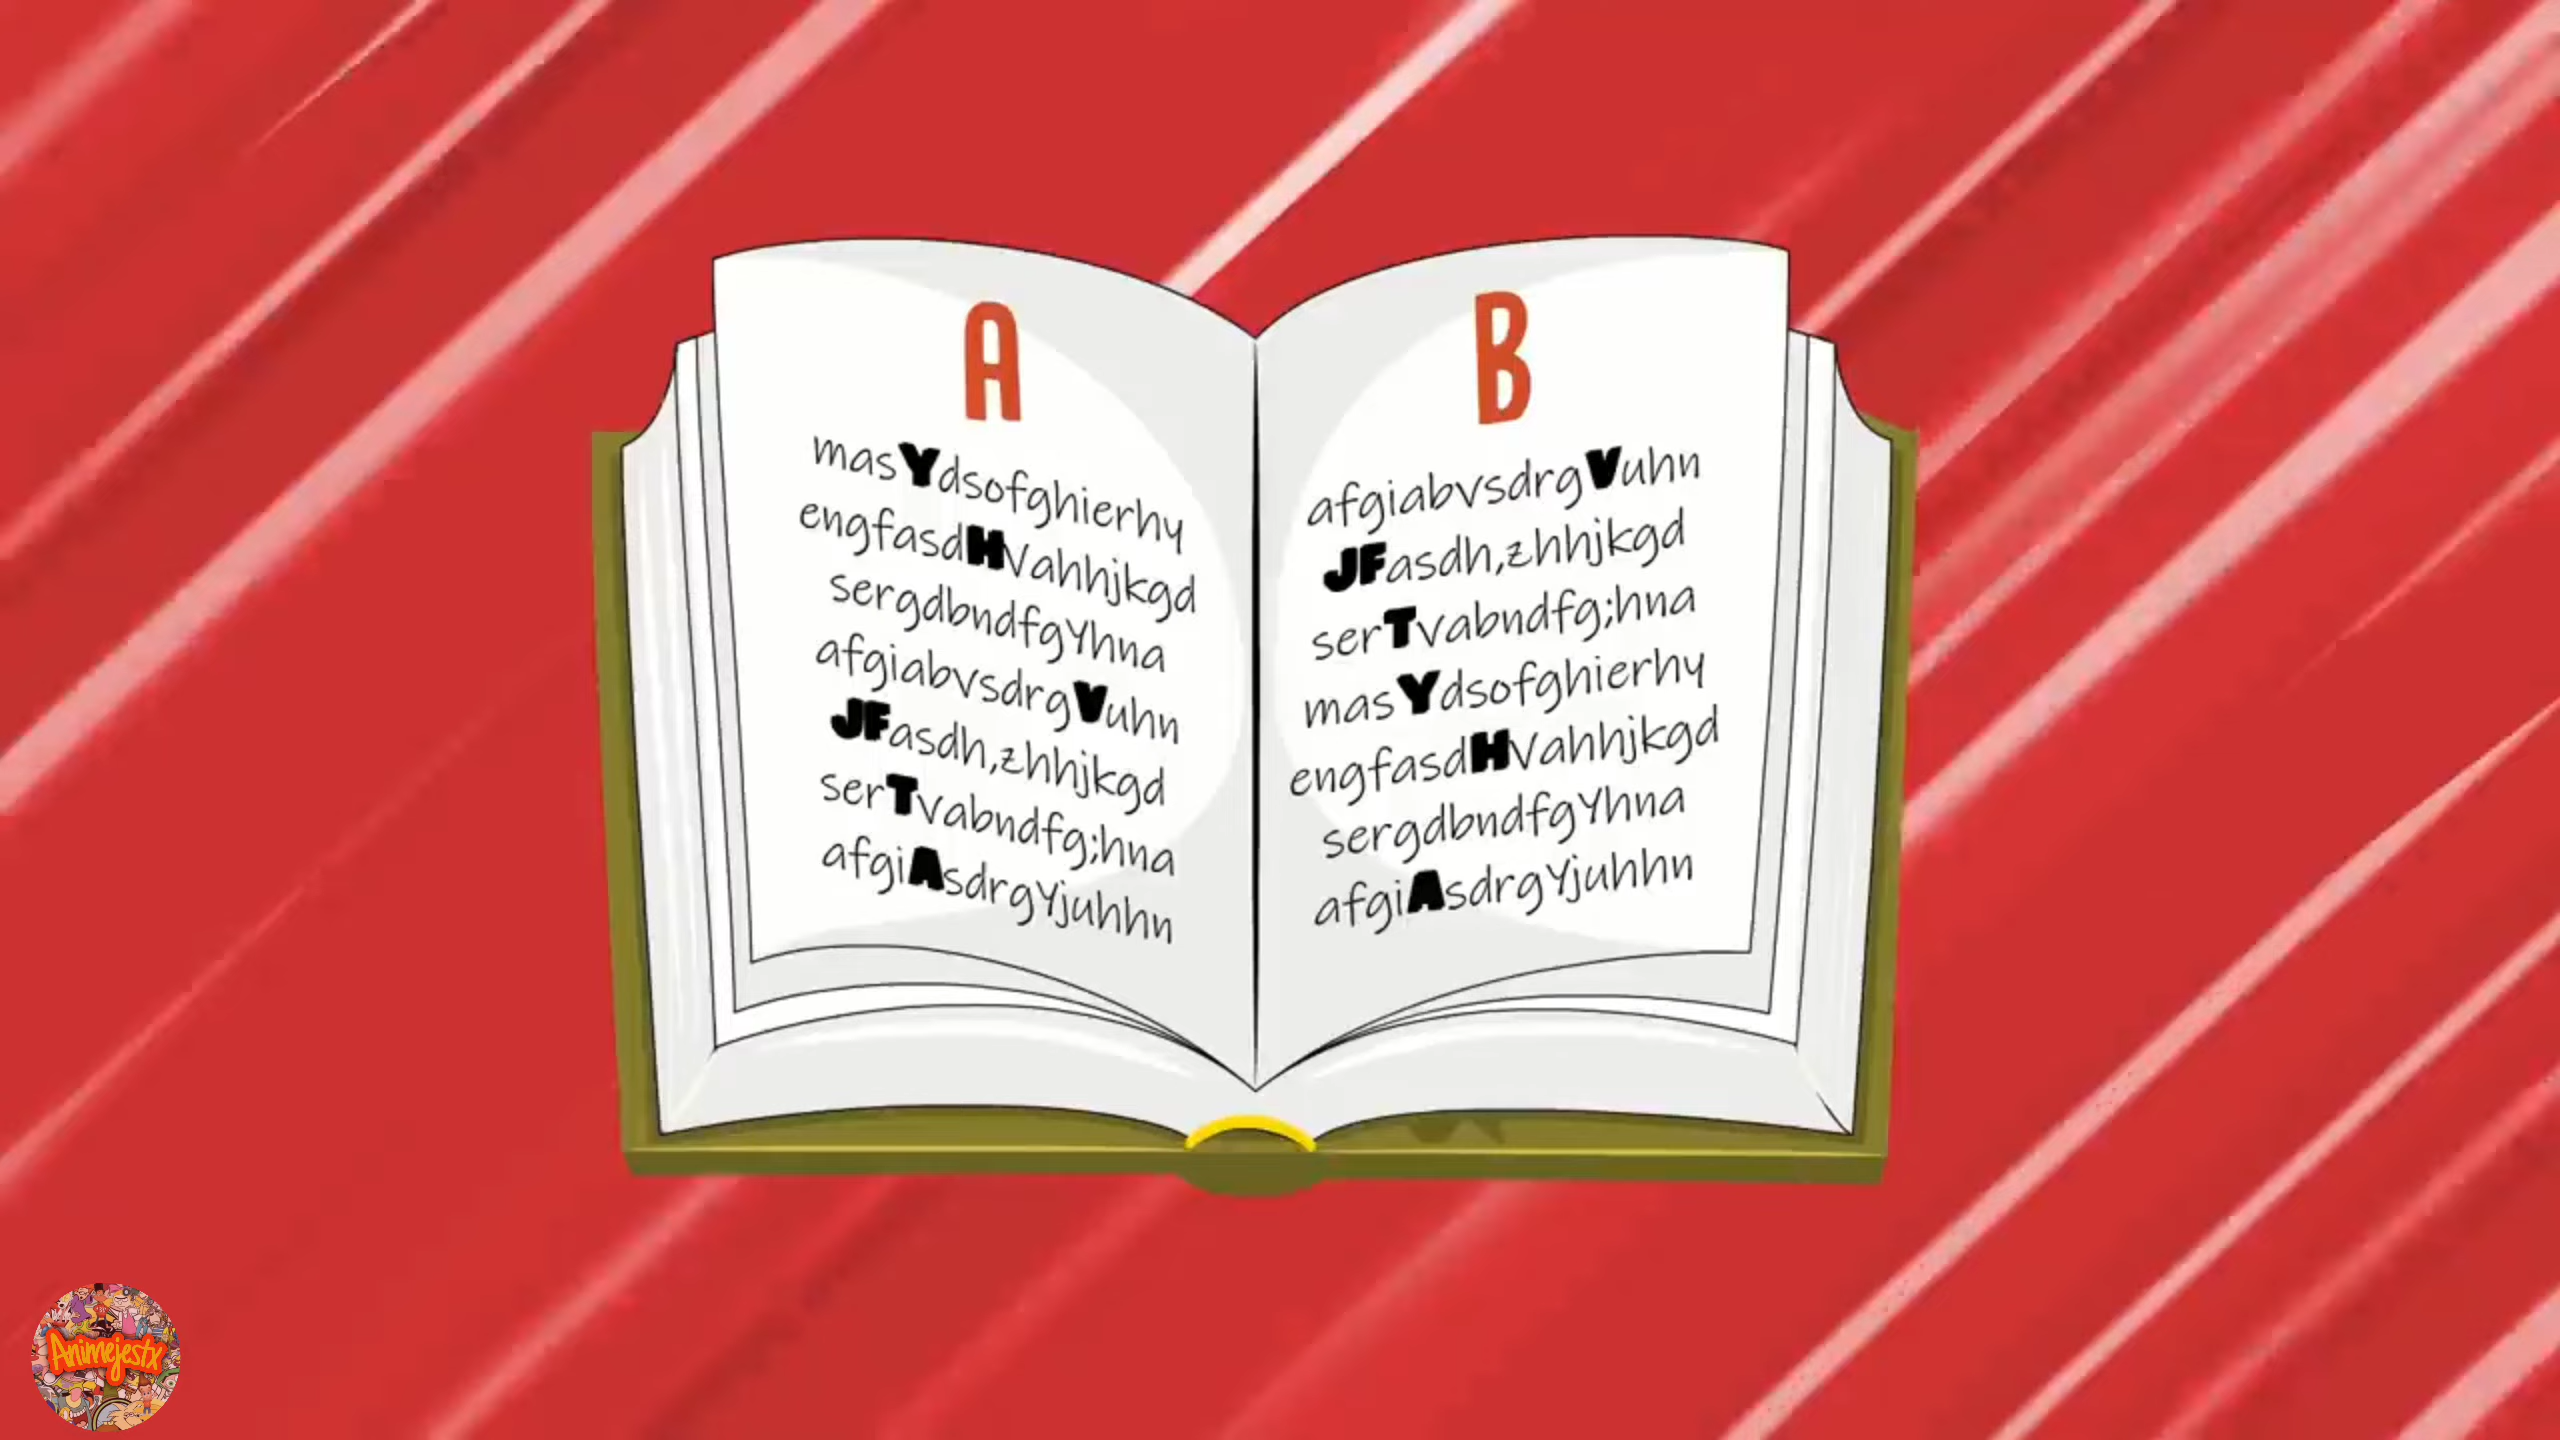 A
masYdsofghierhy
engfasdHVahhjkgd
sergdbndfgYhna
afgiabvsdrgVuhn
JFasdh,zhhjkgd
serTvabndfg;hna
afgiAsdrgYjuhhn
B
afgiabvsdrgVuhn
JFasdh,zhhjkgd
serTvabndfg;hna
masYdsofghierhy
engfasdHVahhjkgd
sergdbndfgYhna
afgiAsdrgYjuhhn
Animejestx